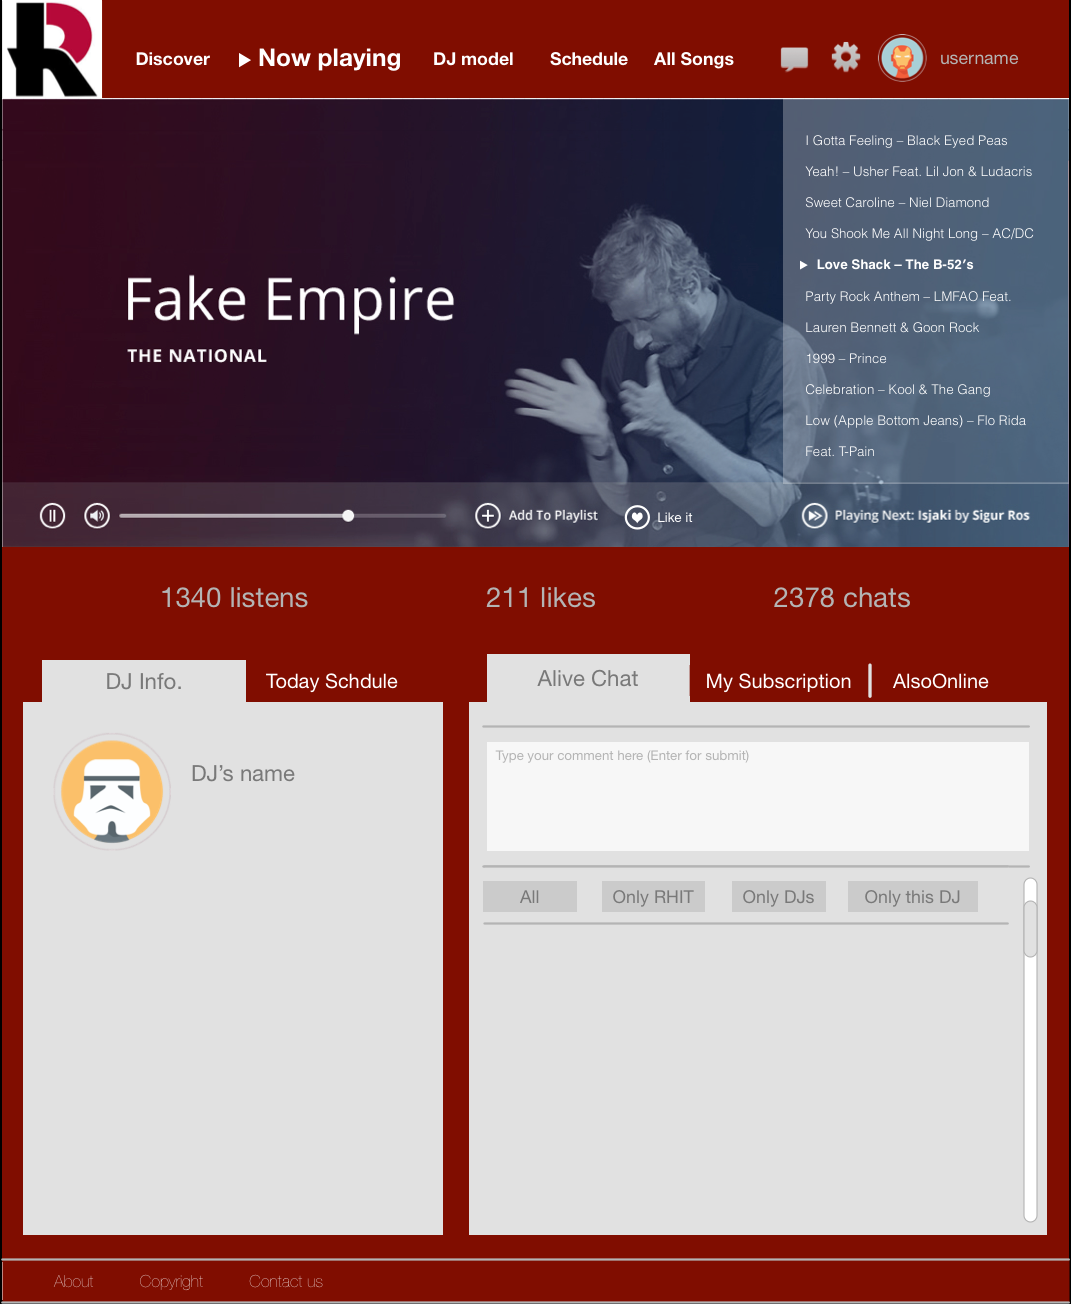 Discover
Now playing
DJ model
Schedule
All Songs
username
I Gotta Feeling – Black Eyed Peas
Yeah! – Usher Feat. Lil Jon & Ludacris
Sweet Caroline – Niel Diamond
You Shook Me All Night Long – AC/DC
Love Shack – The B-52's
Party Rock Anthem – LMFAO Feat.
Lauren Bennett & Goon Rock
1999 – Prince
Celebration – Kool & The Gang
Low (Apple Bottom Jeans) – Flo Rida
Feat. T-Pain
Fake Empire
THE NATIONAL
Add To Playlist
Like it
Playing Next: Isjaki by Sigur Ros
1340 listens
211 likes
2378 chats
DJ Info.
Today Schdule
Alive Chat
My Subscription
AlsoOnline
DJ's name
Type your comment here (Enter for submit)
All
Only RHIT
Only DJs
Only this DJ
About
Copyright
Contact us